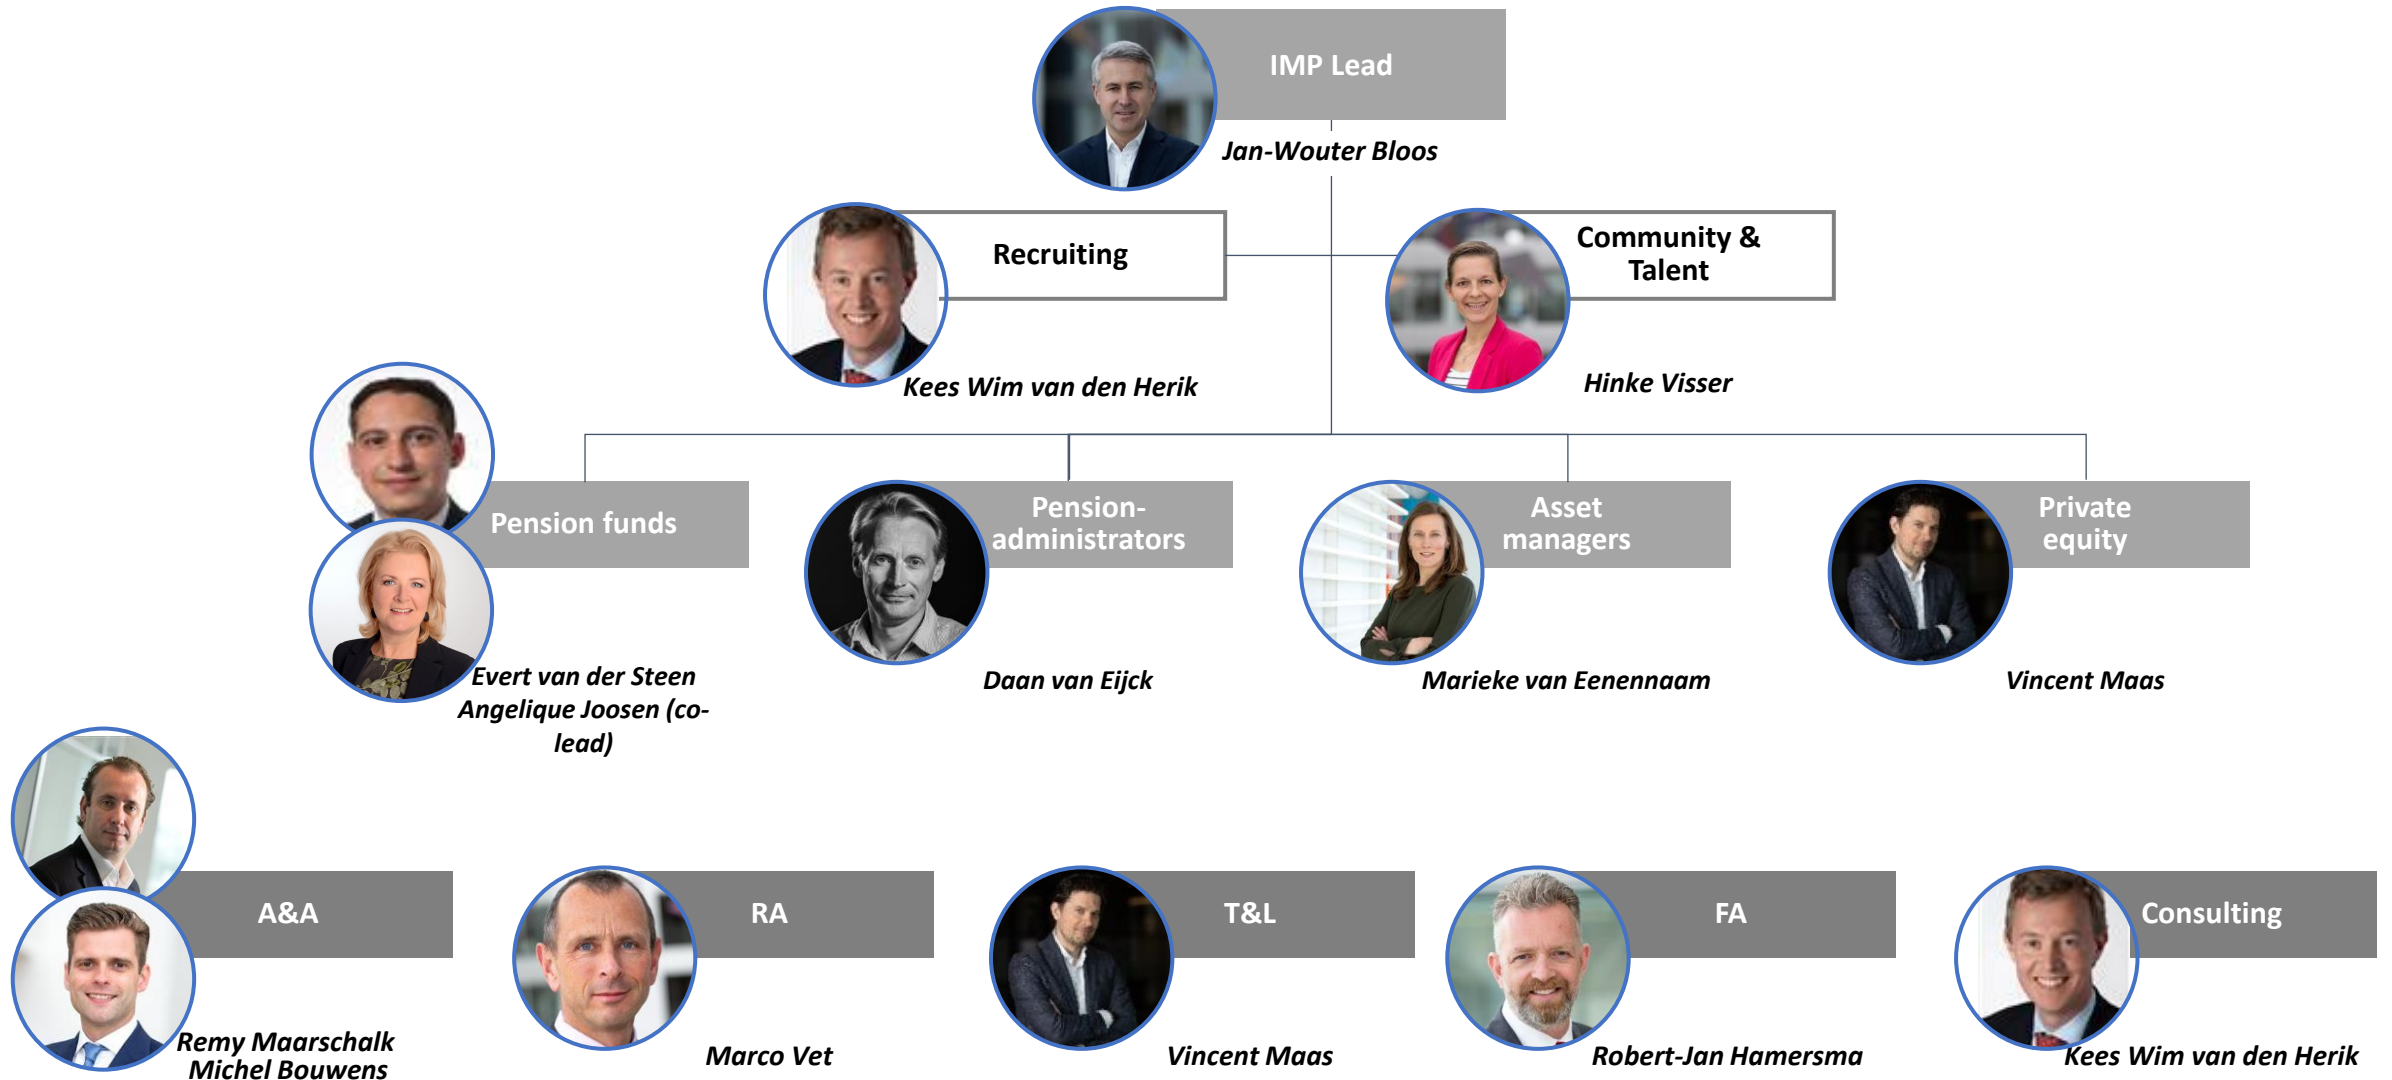 IMP Lead
Jan-Wouter Bloos
Recruiting
Community &
Talent
Kees Wim van den Herik
Hinke Visser
Pension funds
Pension-
administrators
Asset
managers
Private
equity
Evert van der Steen
Angelique Joosen (co-
lead)
Daan van Eijck
Marieke van Eenennaam
Vincent Maas
A&A
RA
T&L
FA
Consulting
Remy Maarschalk
Michel Bouwens
Marco Vet
Vincent Maas
Robert-Jan Hamersma
Kees Wim van den Herik